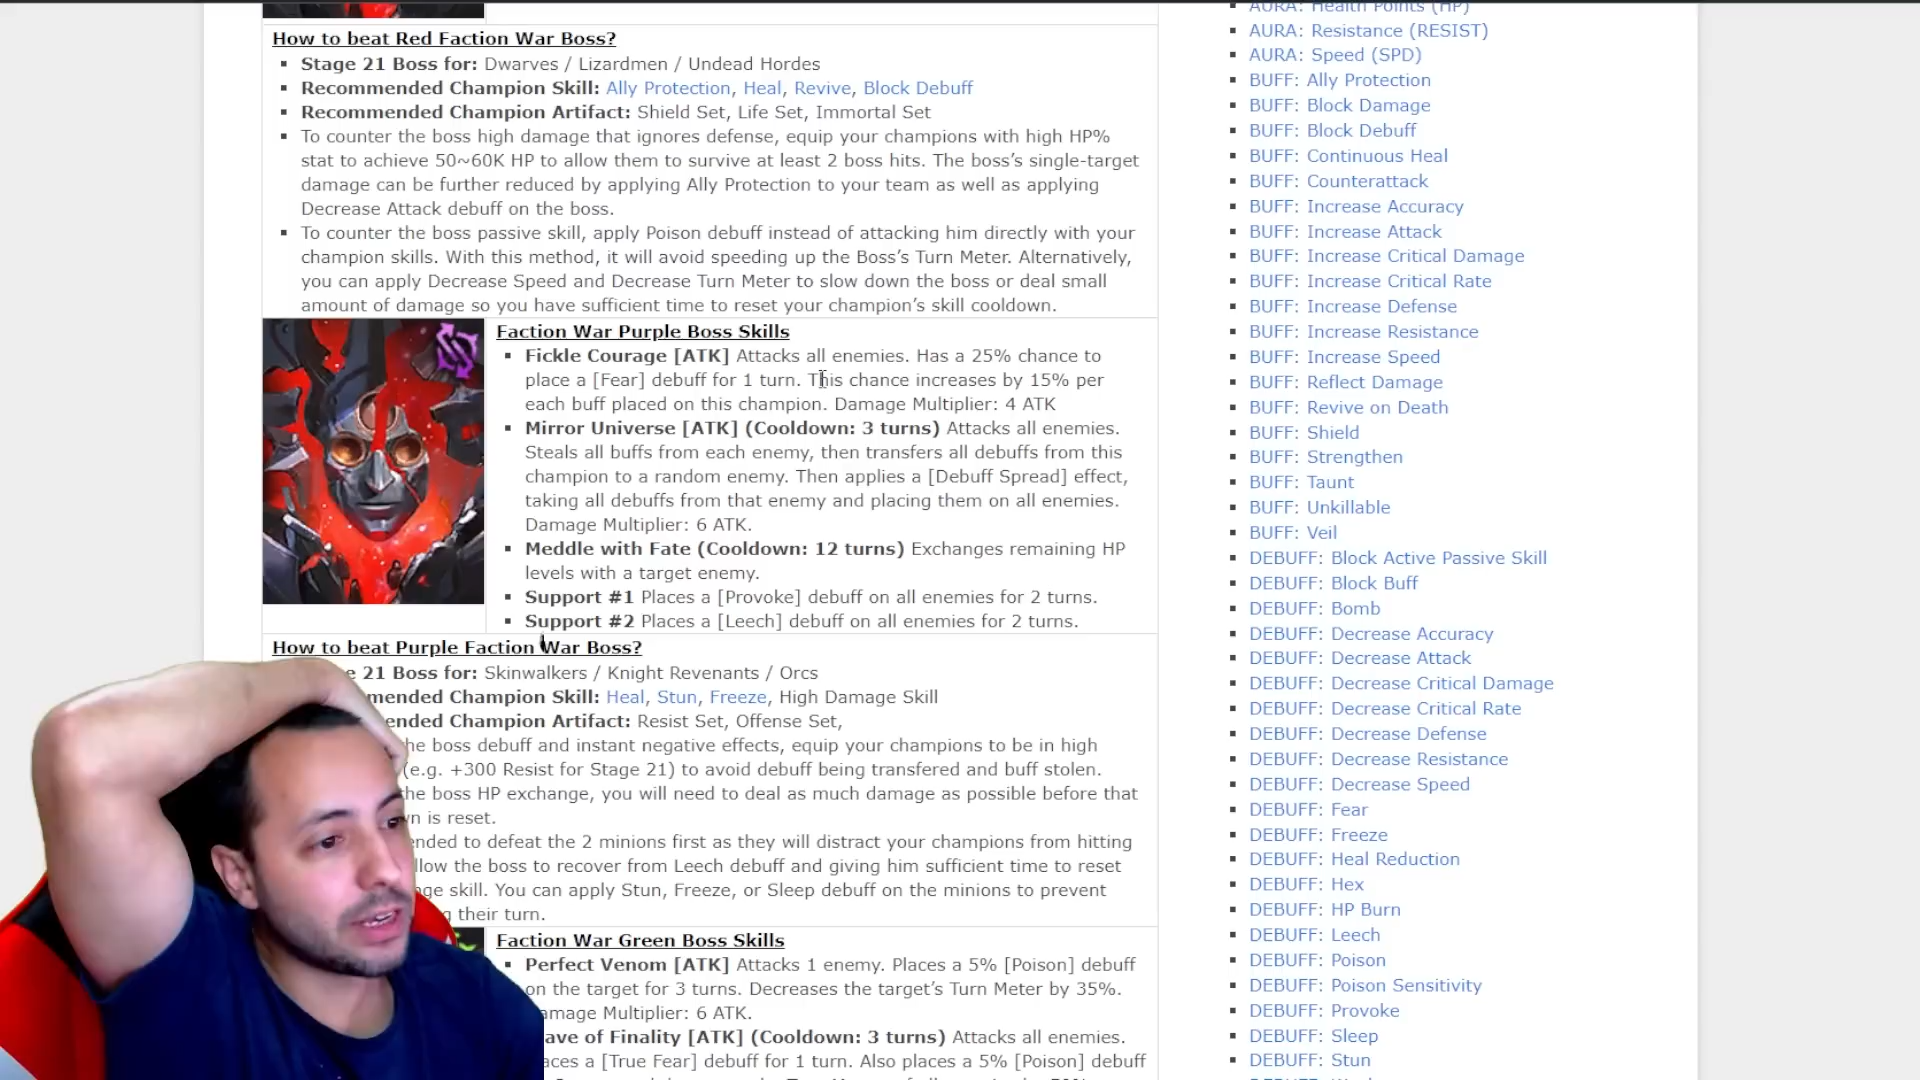 How to beat Red Faction War Boss?
Stage 21 Boss for: Dwarves / Lizardmen / Undead Hordes
Recommended Champion Skill: Ally Protection, Heal, Revive, Block Debuff
Recommended Champion Artifact: Shield Set, Life Set, Immortal Set
To counter the boss high damage that ignores defense, equip your champions with high HP%
stat to achieve 50~60K HP to allow them to survive at least 2 boss hits. The boss's single-target
damage can be further reduced by applying Ally Protection to your team as well as applying
Decrease Attack debuff on the boss.
To counter the boss passive skill, apply Poison debuff instead of attacking him directly with your
champion skills. With this method, it will avoid speeding up the Boss's Turn Meter. Alternatively,
you can apply Decrease Speed and Decrease Turn Meter to slow down the boss or deal small
amount of damage so you have sufficient time to reset your champion's skill cooldown.
Faction War Purple Boss Skills
Fickle Courage [ATK] Attacks all enemies. Has a 25% chance to
place a [Fear] debuff for 1 turn. This chance increases by 15% per
each buff placed on this champion. Damage Multiplier: 4 ATK
Mirror Universe [ATK] (Cooldown: 3 turns) Attacks all enemies.
Steals all buffs from each enemy, then transfers all debuffs from this
champion to a random enemy. Then applies a [Debuff Spread] effect,
taking all debuffs from that enemy and placing them on all enemies.
Damage Multiplier: 6 ATK.
Meddle with Fate (Cooldown: 12 turns) Exchanges remaining HP
levels with a target enemy.
Support #1 Places a [Provoke] debuff on all enemies for 2 turns.
Support #2 Places a [Leech] debuff on all enemies for 2 turns.
How to beat Purple Faction War Boss?
21 Boss for: Skinwalkers / Knight Revenants / Orcs
Champion Skill: Heal, Stun, Freeze, High Damage Skill
Champion Artifact: Resist Set, Offense Set,
he boss debuff and instant negative effects, equip your champions to be in high
(e.g. +300 Resist for Stage 21) to avoid debuff being transfered and buff stolen.
the boss HP exchange, you will need to deal as much damage as possible before that
is reset.
to defeat the 2 minions first as they will distract your champions from hitting
llow the boss to recover from Leech debuff and giving him sufficient time to reset
skill. You can apply Stun, Freeze, or Sleep debuff on the minions to prevent
their turn.
Faction War Green Boss Skills
Perfect Venom [ATK] Attacks 1 enemy. Places a 5% [Poison] debuff
on the target for 3 turns. Decreases the target's Turn Meter by 35%.
amage Multiplier: 6 ATK.
ave of Finality [ATK] (Cooldown: 3 turns) Attacks all enemies.
aces a [True Fear] debuff for 1 turn. Also places a 5% [Poison] debuff
AURA: Health Points (HP)
AURA: Resistance (RESIST)
AURA: Speed (SPD)
BUFF: Ally Protection
BUFF: Block Damage
BUFF: Block Debuff
BUFF: Continuous Heal
BUFF: Counterattack
BUFF: Increase Accuracy
BUFF: Increase Attack
BUFF: Increase Critical Damage
BUFF: Increase Critical Rate
BUFF: Increase Defense
BUFF: Increase Resistance
BUFF: Increase Speed
BUFF: Reflect Damage
BUFF: Revive on Death
BUFF: Shield
BUFF: Strengthen
BUFF: Taunt
BUFF: Unkillable
BUFF: Veil
DEBUFF: Block Active Passive Skill
DEBUFF: Block Buff
DEBUFF: Bomb
DEBUFF: Decrease Accuracy
DEBUFF: Decrease Attack
DEBUFF: Decrease Critical Damage
DEBUFF: Decrease Critical Rate
DEBUFF: Decrease Defense
DEBUFF: Decrease Resistance
DEBUFF: Decrease Speed
DEBUFF: Fear
DEBUFF: Freeze
DEBUFF: Heal Reduction
DEBUFF: Hex
DEBUFF: HP Burn
DEBUFF: Leech
DEBUFF: Poison
DEBUFF: Poison Sensitivity
DEBUFF: Provoke
DEBUFF: Sleep
DEBUFF: Stun